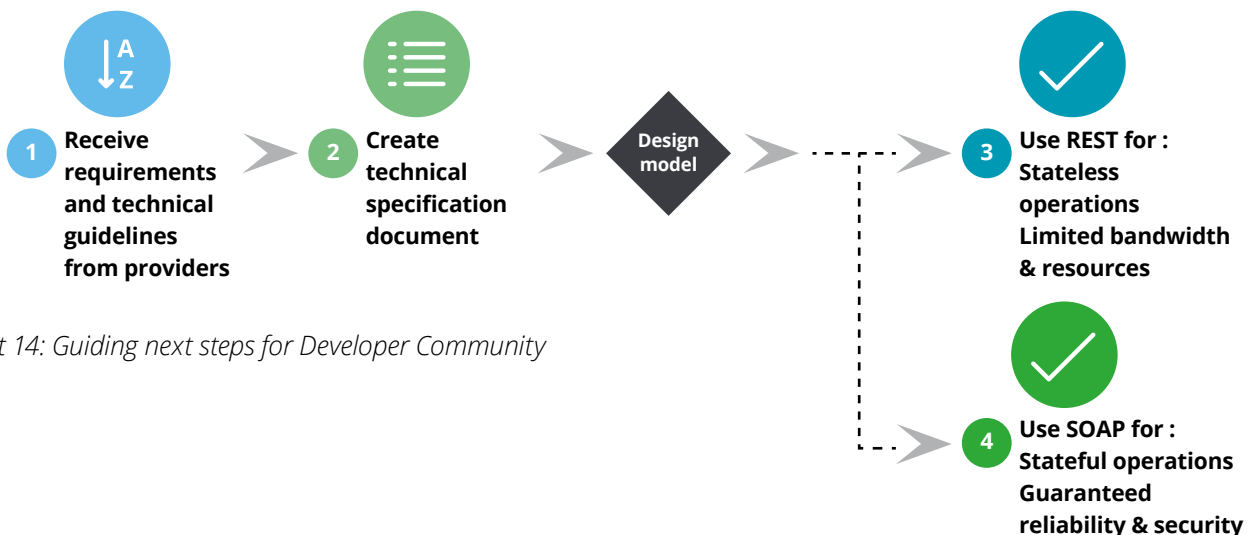 A
Z
1
Receive
requirements
and technical
guidelines
from providers
2
Create
technical
specification
document
Design
model
3
Use REST for :
Stateless
operations
Limited bandwidth
& resources
t 14: Guiding next steps for Developer Community
4
Use SOAP for :
Stateful operations
Guaranteed
reliability & security